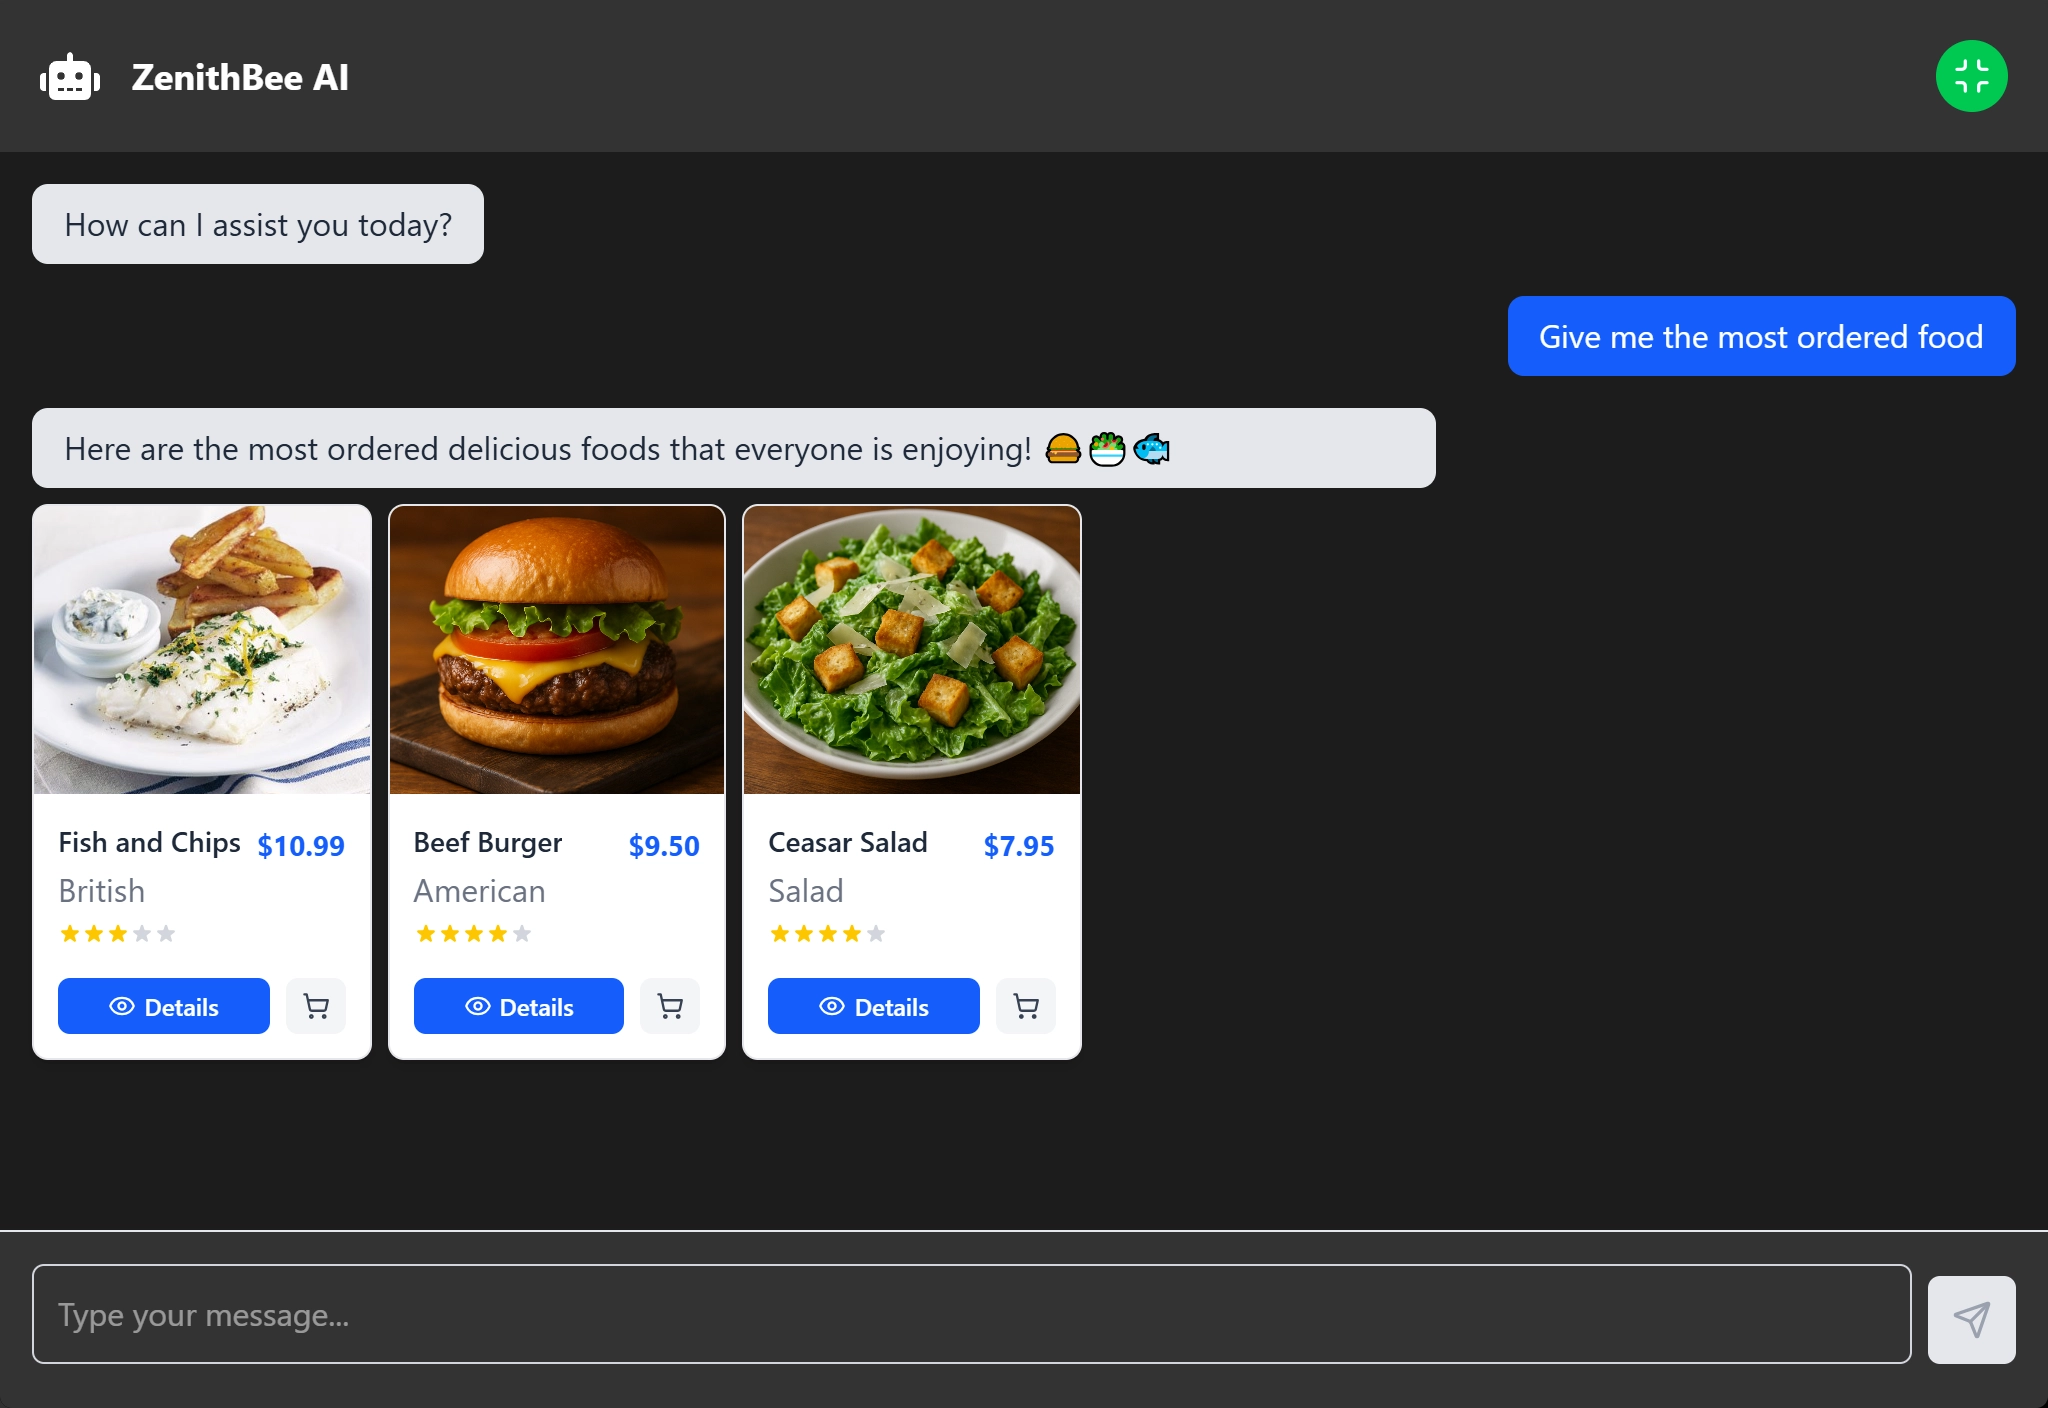 ZenithBee AI
How can I assist you today?
Give me the most ordered food
Here are the most ordered delicious foods that everyone is enjoying! 🍔🥗🐟
Fish and Chips $10.99
British
Details
Beef Burger $9.50
American
Details
Ceasar Salad $7.95
Salad
Details
Type your message...